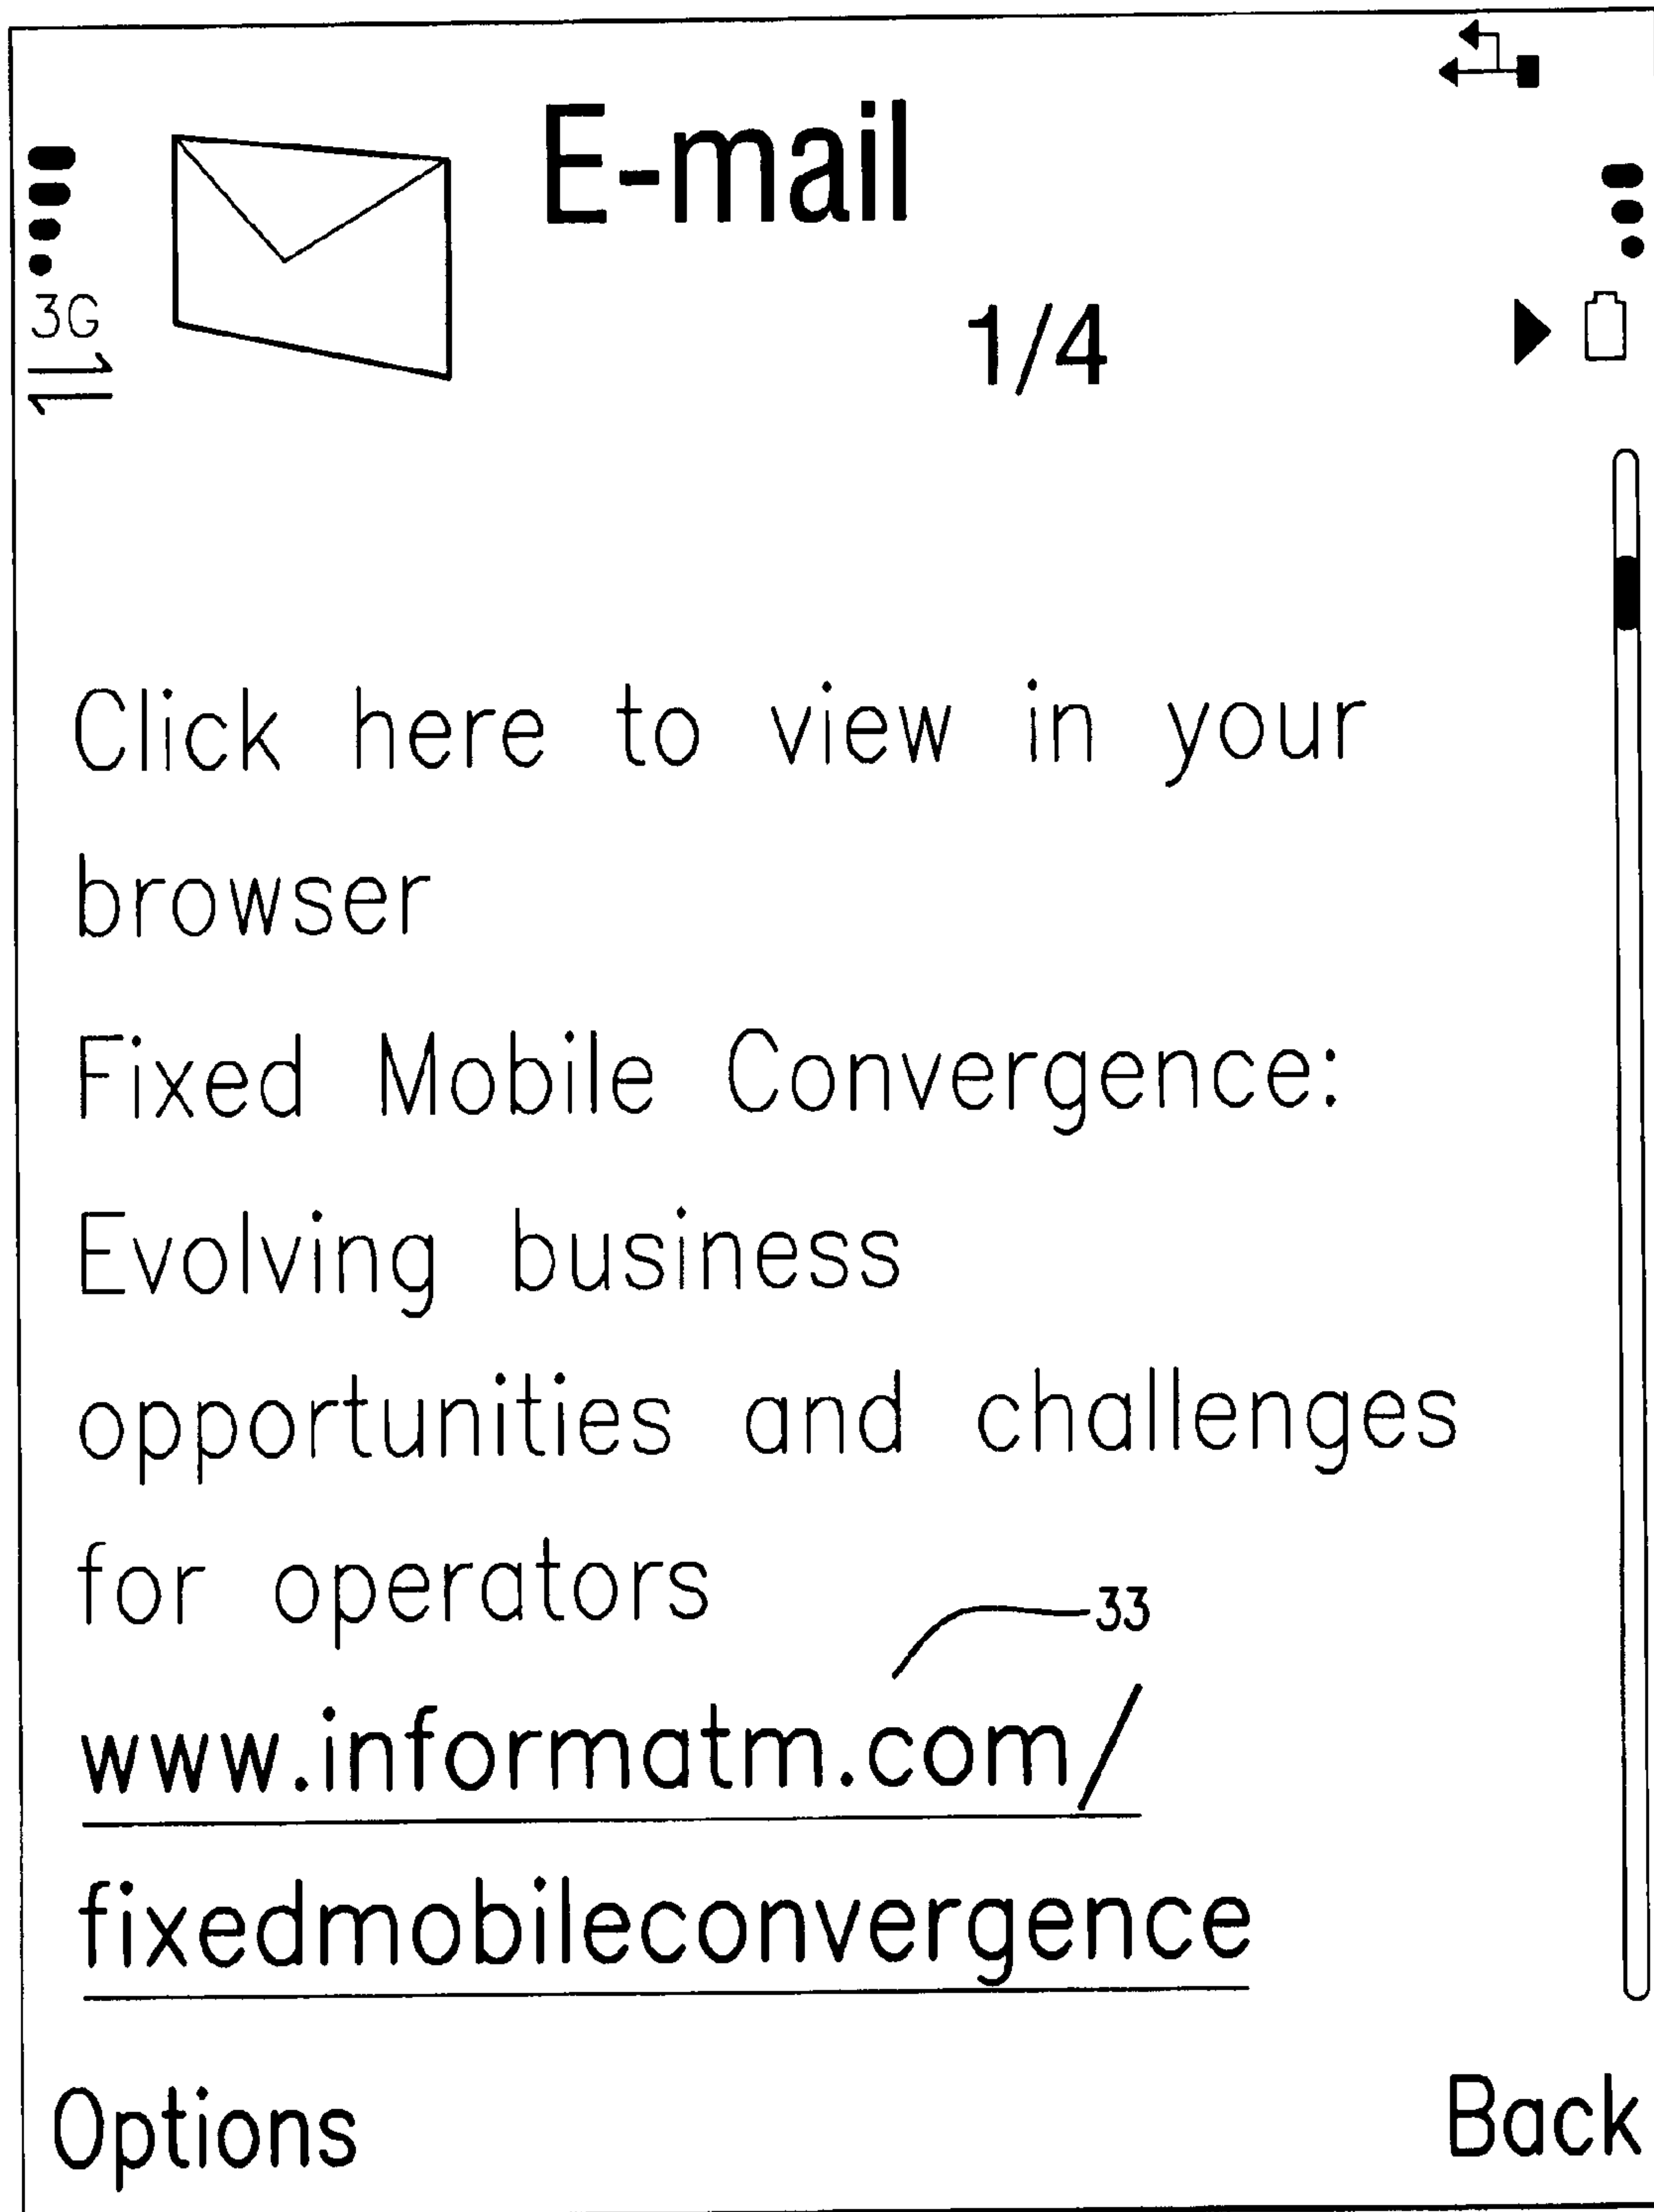 E-mail
3G
1/4
Click here to view in your
browser
Fixed Mobile Convergence:
Evolving business
opportunities and challenges
for operators
33
www.informatm.com/
fixedmobileconvergence
Options
Back